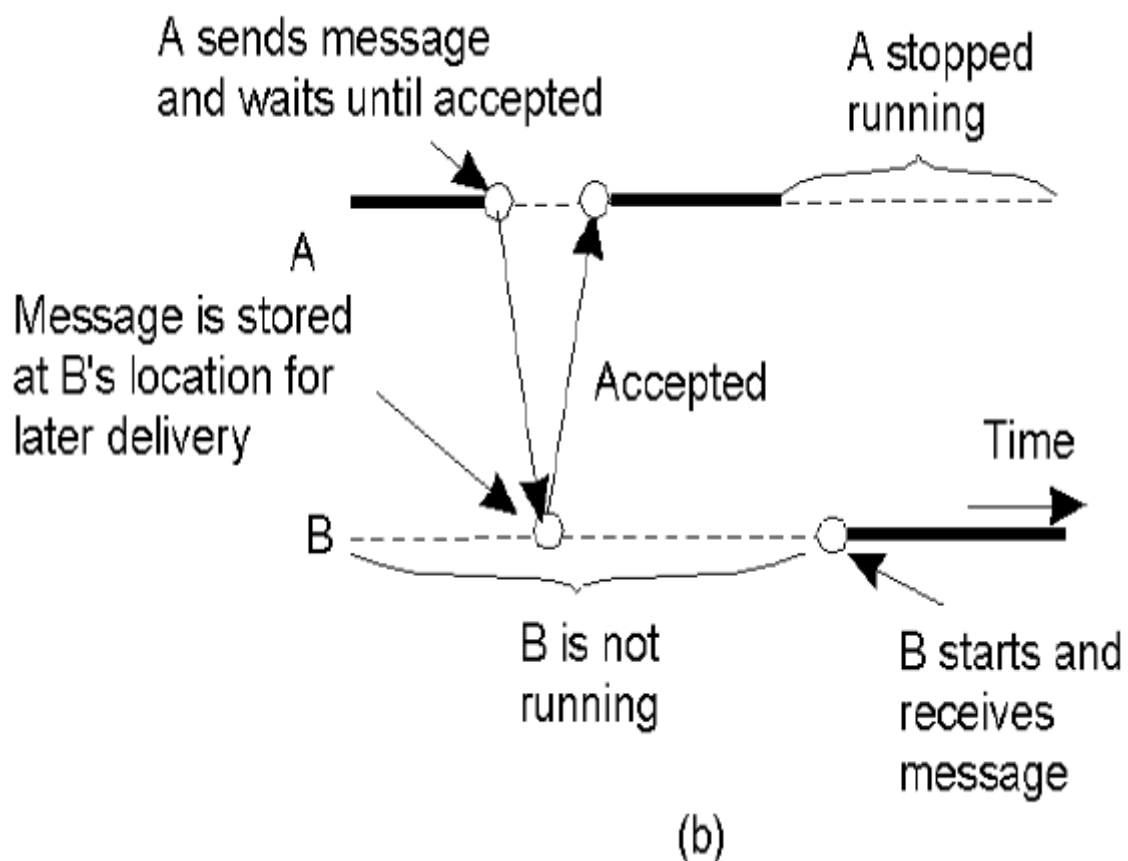 A sends message
and waits until accepted
A stopped
running
A
Message is stored
at B's location for
later delivery
Accepted
Time
B
B is not
running
B starts and
receives
message
(b)